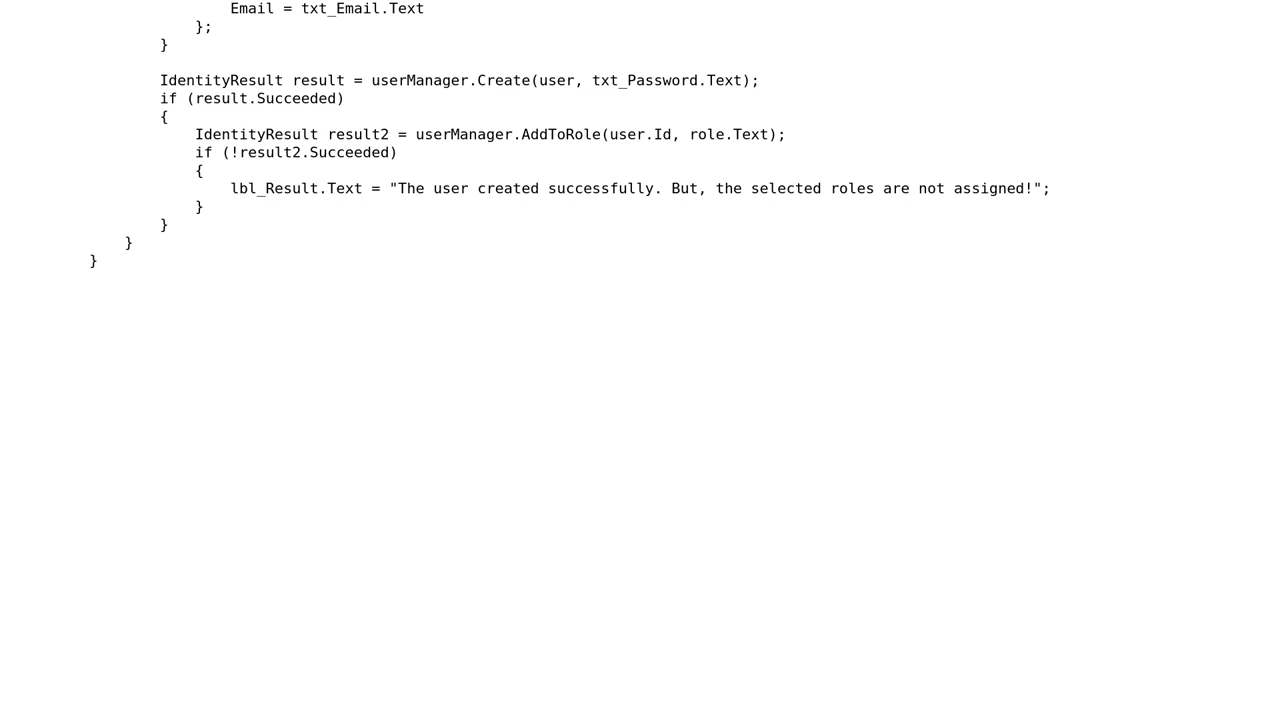 Email = txt_Email.Text
};
}
IdentityResult result = userManager.Create(user, txt_Password.Text);
if (result.Succeeded)
{
IdentityResult result2 = userManager.AddToRole(user.Id, role.Text);
if (!result2.Succeeded)
{
lbl_Result.Text = "The user created successfully. But, the selected roles are not assigned!";
}
}
}
}